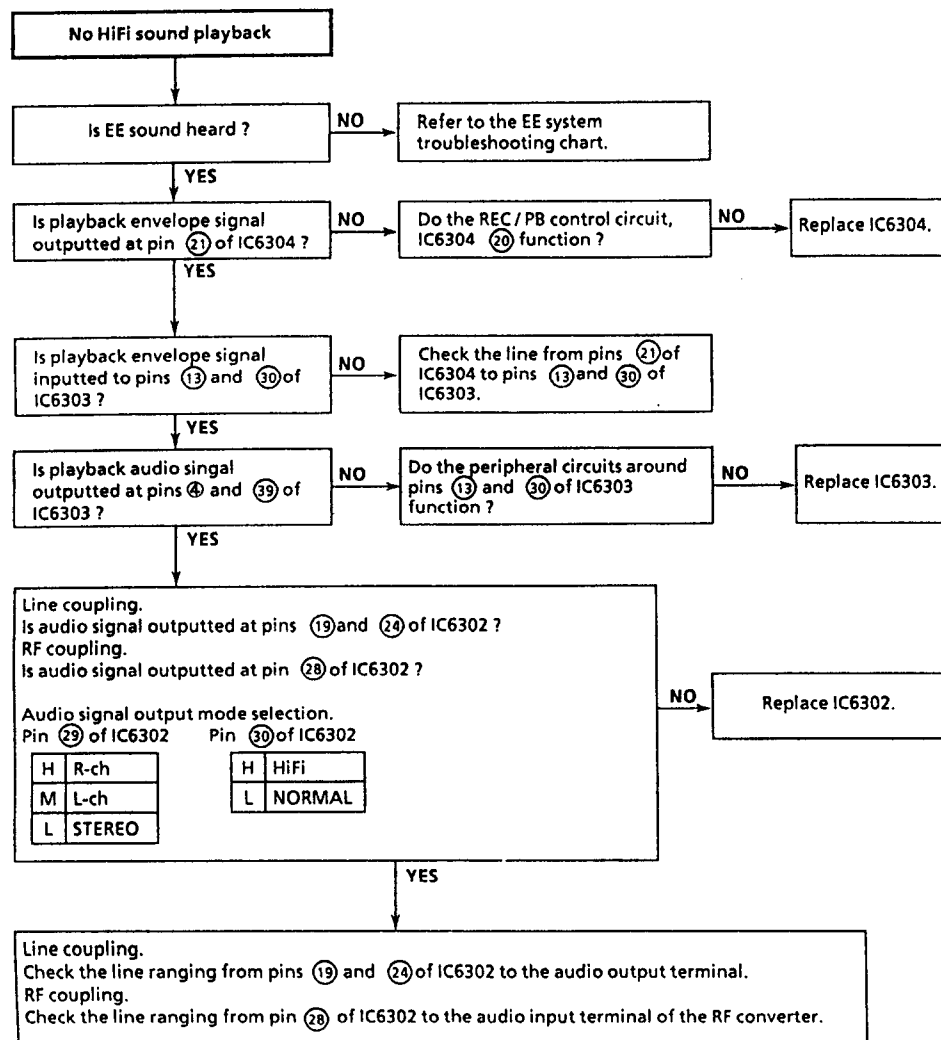 No HiFi sound playback
Is EE sound heard ?
NO
Refer to the EE system
troubleshooting chart.
YES
Is playback envelope signal
outputted at pin ㉑ of IC6304 ?
NO
Do the REC / PB control circuit,
IC6304 ⑳ function ?
NO
Replace IC6304.
YES
Is playback envelope signal
inputted to pins ⑬ and ㉚ of
IC6303 ?
NO
Check the line from pins ㉑ of
IC6304 to pins ⑬ and ㉚ of
IC6303.
YES
Is playback audio singal
outputted at pins ④ and ㊴ of
IC6303 ?
NO
Do the peripheral circuits around
pins ⑬ and ㉚ of IC6303
function ?
NO
Replace IC6303.
YES
Line coupling.
Is audio signal outputted at pins ⑲ and ㉔ of IC6302 ?
RF coupling.
Is audio signal outputted at pin ㉘ of IC6302 ?
Audio signal output mode selection.
Pin ㉙ of IC6302 Pin ㉚ of IC6302
H R-ch
M L-ch
L STEREO
H HiFi
L NORMAL
NO
Replace IC6302.
YES
Line coupling.
Check the line ranging from pins ⑲ and ㉔ of IC6302 to the audio output terminal.
RF coupling.
Check the line ranging from pin ㉘ of IC6302 to the audio input terminal of the RF converter.